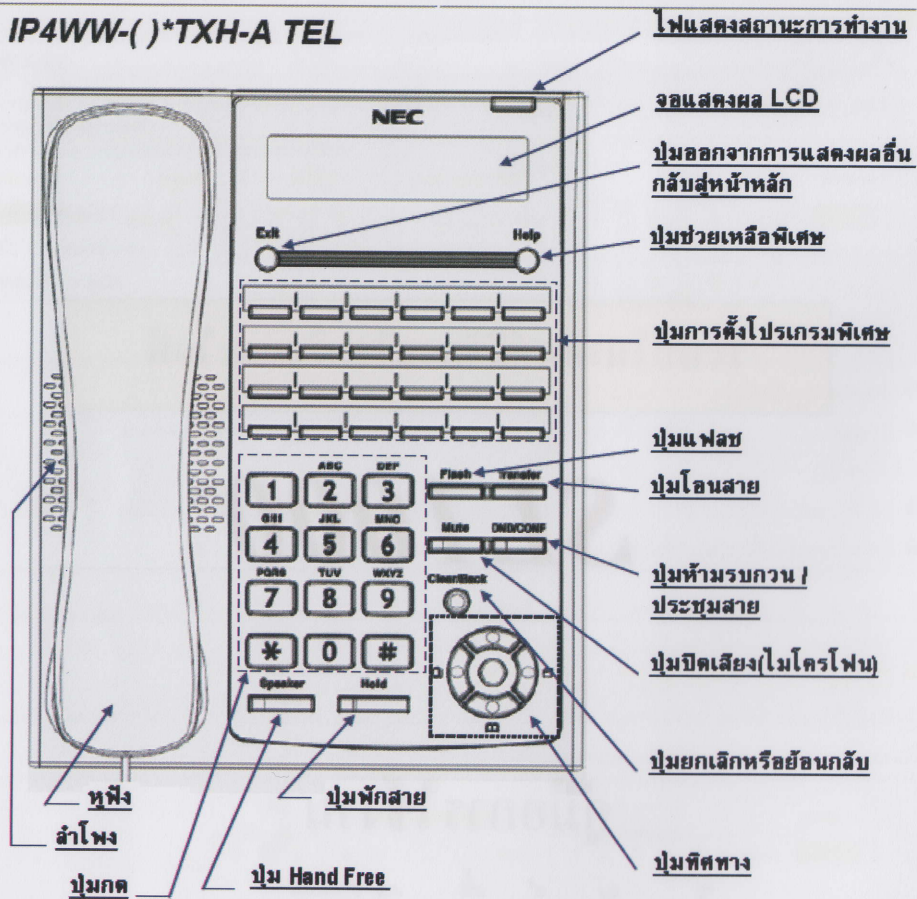 IP4WW-( )*TXH-A TEL
ไฟแสดงสถานะการทำงาน
NEC
จอแสดงผล LCD
ปุ่มออกจากการแสดงผลอื่น
กลับสู่หน้าหลัก
Exit
Help
ปุ่มช่วยเหลือพิเศษ
ปุ่มการตั้งโปรเกรมพิเศษ
ปุ่มแฟลช
ABC DEF
Flash Transfer
1 2 3
ปุ่มโอนสาย
GHI JKL MNO
Mute DND/CONF
4 5 6
ปุ่มห้ามรบกวน /
ประชุมสาย
PQRS TUV WXYZ
Clear/Back
7 8 9
* 0 #
ปุ่มปิดเสียง(ไมโครโฟน)
Speaker
Hold
ปุ่มยกเลิกหรือย้อนกลับ
หูฟัง
ปุ่มพักสาย
ลำโพง
ปุ่มกด
ปุ่ม Hand Free
ปุ่มทิศทาง